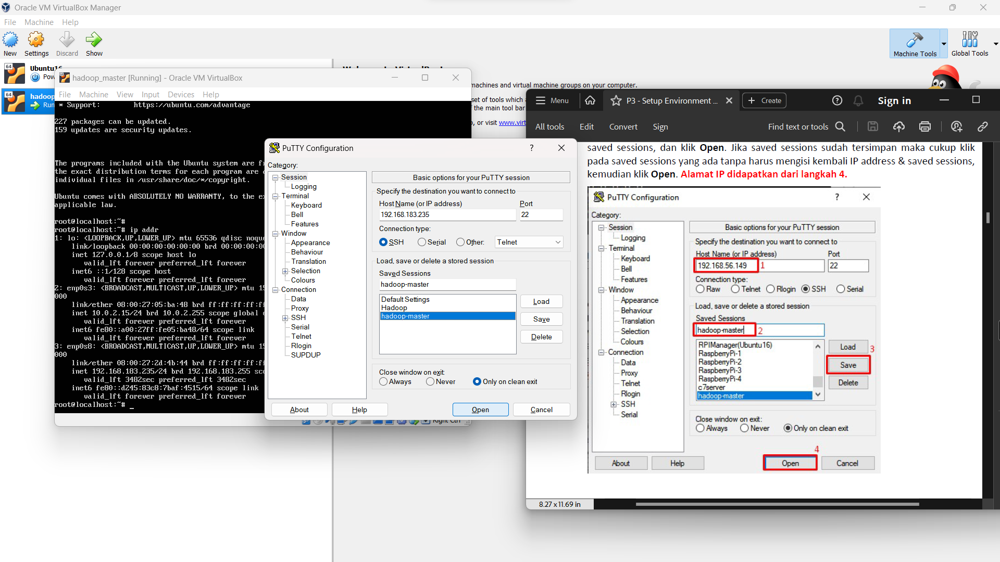 Oracle VM VirtualBox Manager
File Machine Help
New Settings Discard Show
Machine Tools Global Tools
64 Ubuntu16
64 hadoop
machines and virtual machine groups on your computer.
set of tools which
the main tool bar
, or visit www.virt
hadoop_master [Running] - Oracle VM VirtualBox
File Machine View Input Devices Help
* Support: https://ubuntu.com/advantage
227 packages can be updated.
159 updates are security updates.
The programs included with the Ubuntu system are
the exact distribution terms for each program are
individual files in /usr/share/doc/*/copyright.
Ubuntu comes with ABSOLUTELY NO WARRANTY, to the
applicable law.
root@localhost:~#
root@localhost:~# ip addr
1: lo: <LOOPBACK,UP,LOWER_UP> mtu 65536 qdisc
link/loopback 00:00:00:00:00:00 brd 00:00:00:00
inet 127.0.0.1/8 scope host lo
valid_lft forever preferred_lft forever
inet6 ::1/128 scope host
valid_lft forever preferred_lft forever
2: enp0s3: <BROADCAST,MULTICAST,UP,LOWER_UP> mtu 15
000
link/ether 08:00:27:05:ba:48 brd ff:ff:ff:ff:f
inet 10.0.2.15/24 brd 10.0.2.255 scope global
valid_lft forever preferred_lft forever
inet6 fe80::a00:27ff:fe05:ba48/64 scope link
valid_lft forever preferred_lft forever
3: enp0s8: <BROADCAST,MULTICAST,UP,LOWER_UP> mtu 15
000
link/ether 08:00:27:2d:4b:44 brd ff:ff:ff:ff:f
inet 192.168.183.235/24 brd 192.168.183.255
valid_lft 3482sec preferred_lft 3482sec
inet6 fe80::d245:83c8:7baf:4515/64 scope link
valid_lft forever preferred_lft forever
root@localhost:~# _
Right Ctrl
PuTTY Configuration ?
Category:
Session
Logging
Terminal
Keyboard
Bell
Features
Window
Appearance
Behaviour
Translation
Selection
Colours
Connection
Data
Proxy
SSH
Serial
Telnet
Rlogin
SUPDUP
Basic options for your PuTTY session
Specify the destination you want to connect to
Host Name (or IP address) Port
192.168.183.235 22
Connection type:
SSH Serial Other: Telnet
Load, save or delete a stored session
Saved Sessions
hadoop-master
Default Settings
Hadoop
hadoop-master
Load
Save
Delete
Close window on exit:
Always Never Only on clean exit
About Help Open Cancel
Menu P3 - Setup Environment ... Create Sign in
All tools Edit Convert Sign Find text or tools
saved sessions, dan klik Open. Jika saved sessions sudah tersimpan maka cukup klik
pada saved sessions yang ada tanpa harus mengisi kembali IP address & saved sessions,
kemudian klik Open. Alamat IP didapatkan dari langkah 4.
PuTTY Configuration ?
Category:
Session
Logging
Terminal
Keyboard
Bell
Features
Window
Appearance
Behaviour
Translation
Selection
Colours
Connection
Data
Proxy
Telnet
Rlogin
SSH
Serial
Basic options for your PuTTY session
Specify the destination you want to connect to
Host Name (or IP address) Port
192.168.56.149 1 22
Connection type:
Raw Telnet Rlogin SSH Serial
Load, save or delete a stored session
Saved Sessions
hadoop-master 2
RPIManager(Ubuntu16)
RaspberryPi-1
RaspberryPi-2
RaspberryPi-3
RaspberryPi-4
c7server
hadoop-master
Load 3
Save
Delete
Close window on exit:
Always Never Only on clean exit
4
About Help Open Cancel
8.27 x 11.69 in